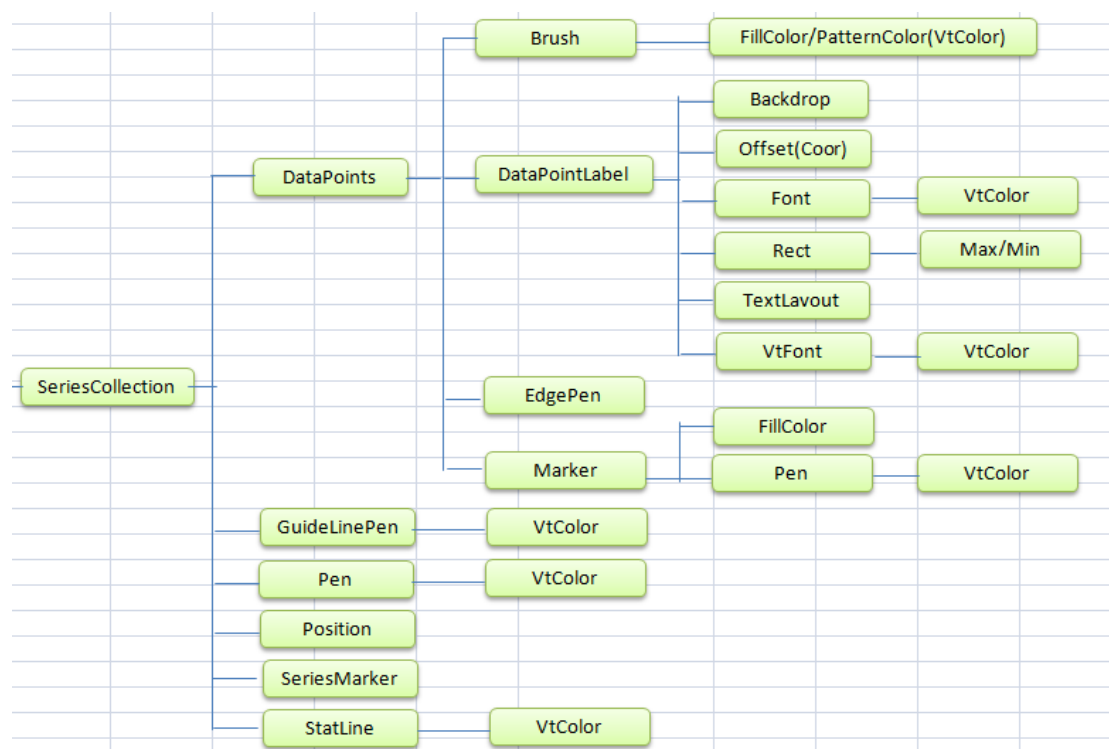 Brush
FillColor/PatternColor(VtColor)
Backdrop
Offset(Coor)
DataPoints
DataPointLabel
Font
VtColor
Rect
Max/Min
TextLavout
VtFont
VtColor
SeriesCollection
EdgePen
FillColor
Marker
Pen
VtColor
GuideLinePen
VtColor
Pen
VtColor
Position
SeriesMarker
StatLine
VtColor